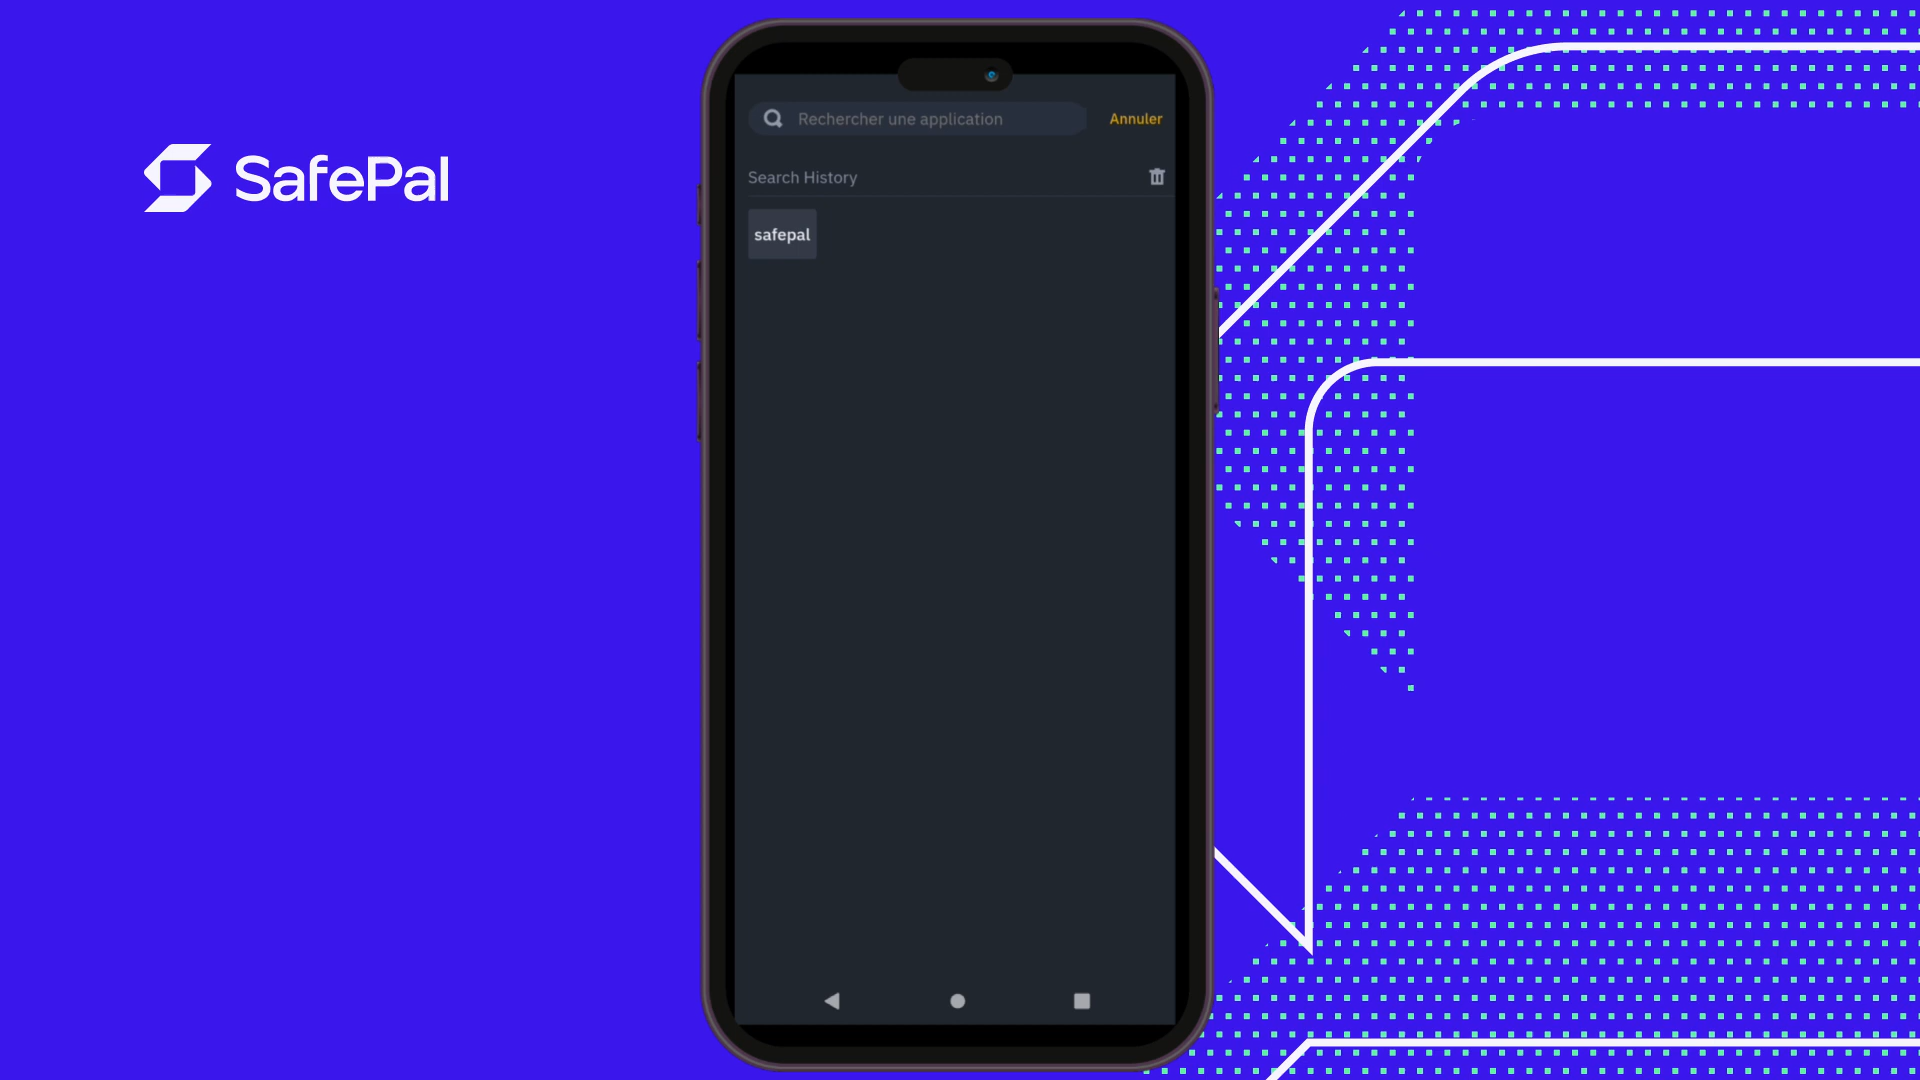 SafePal
Rechercher une application
Annuler
Search History
safepal